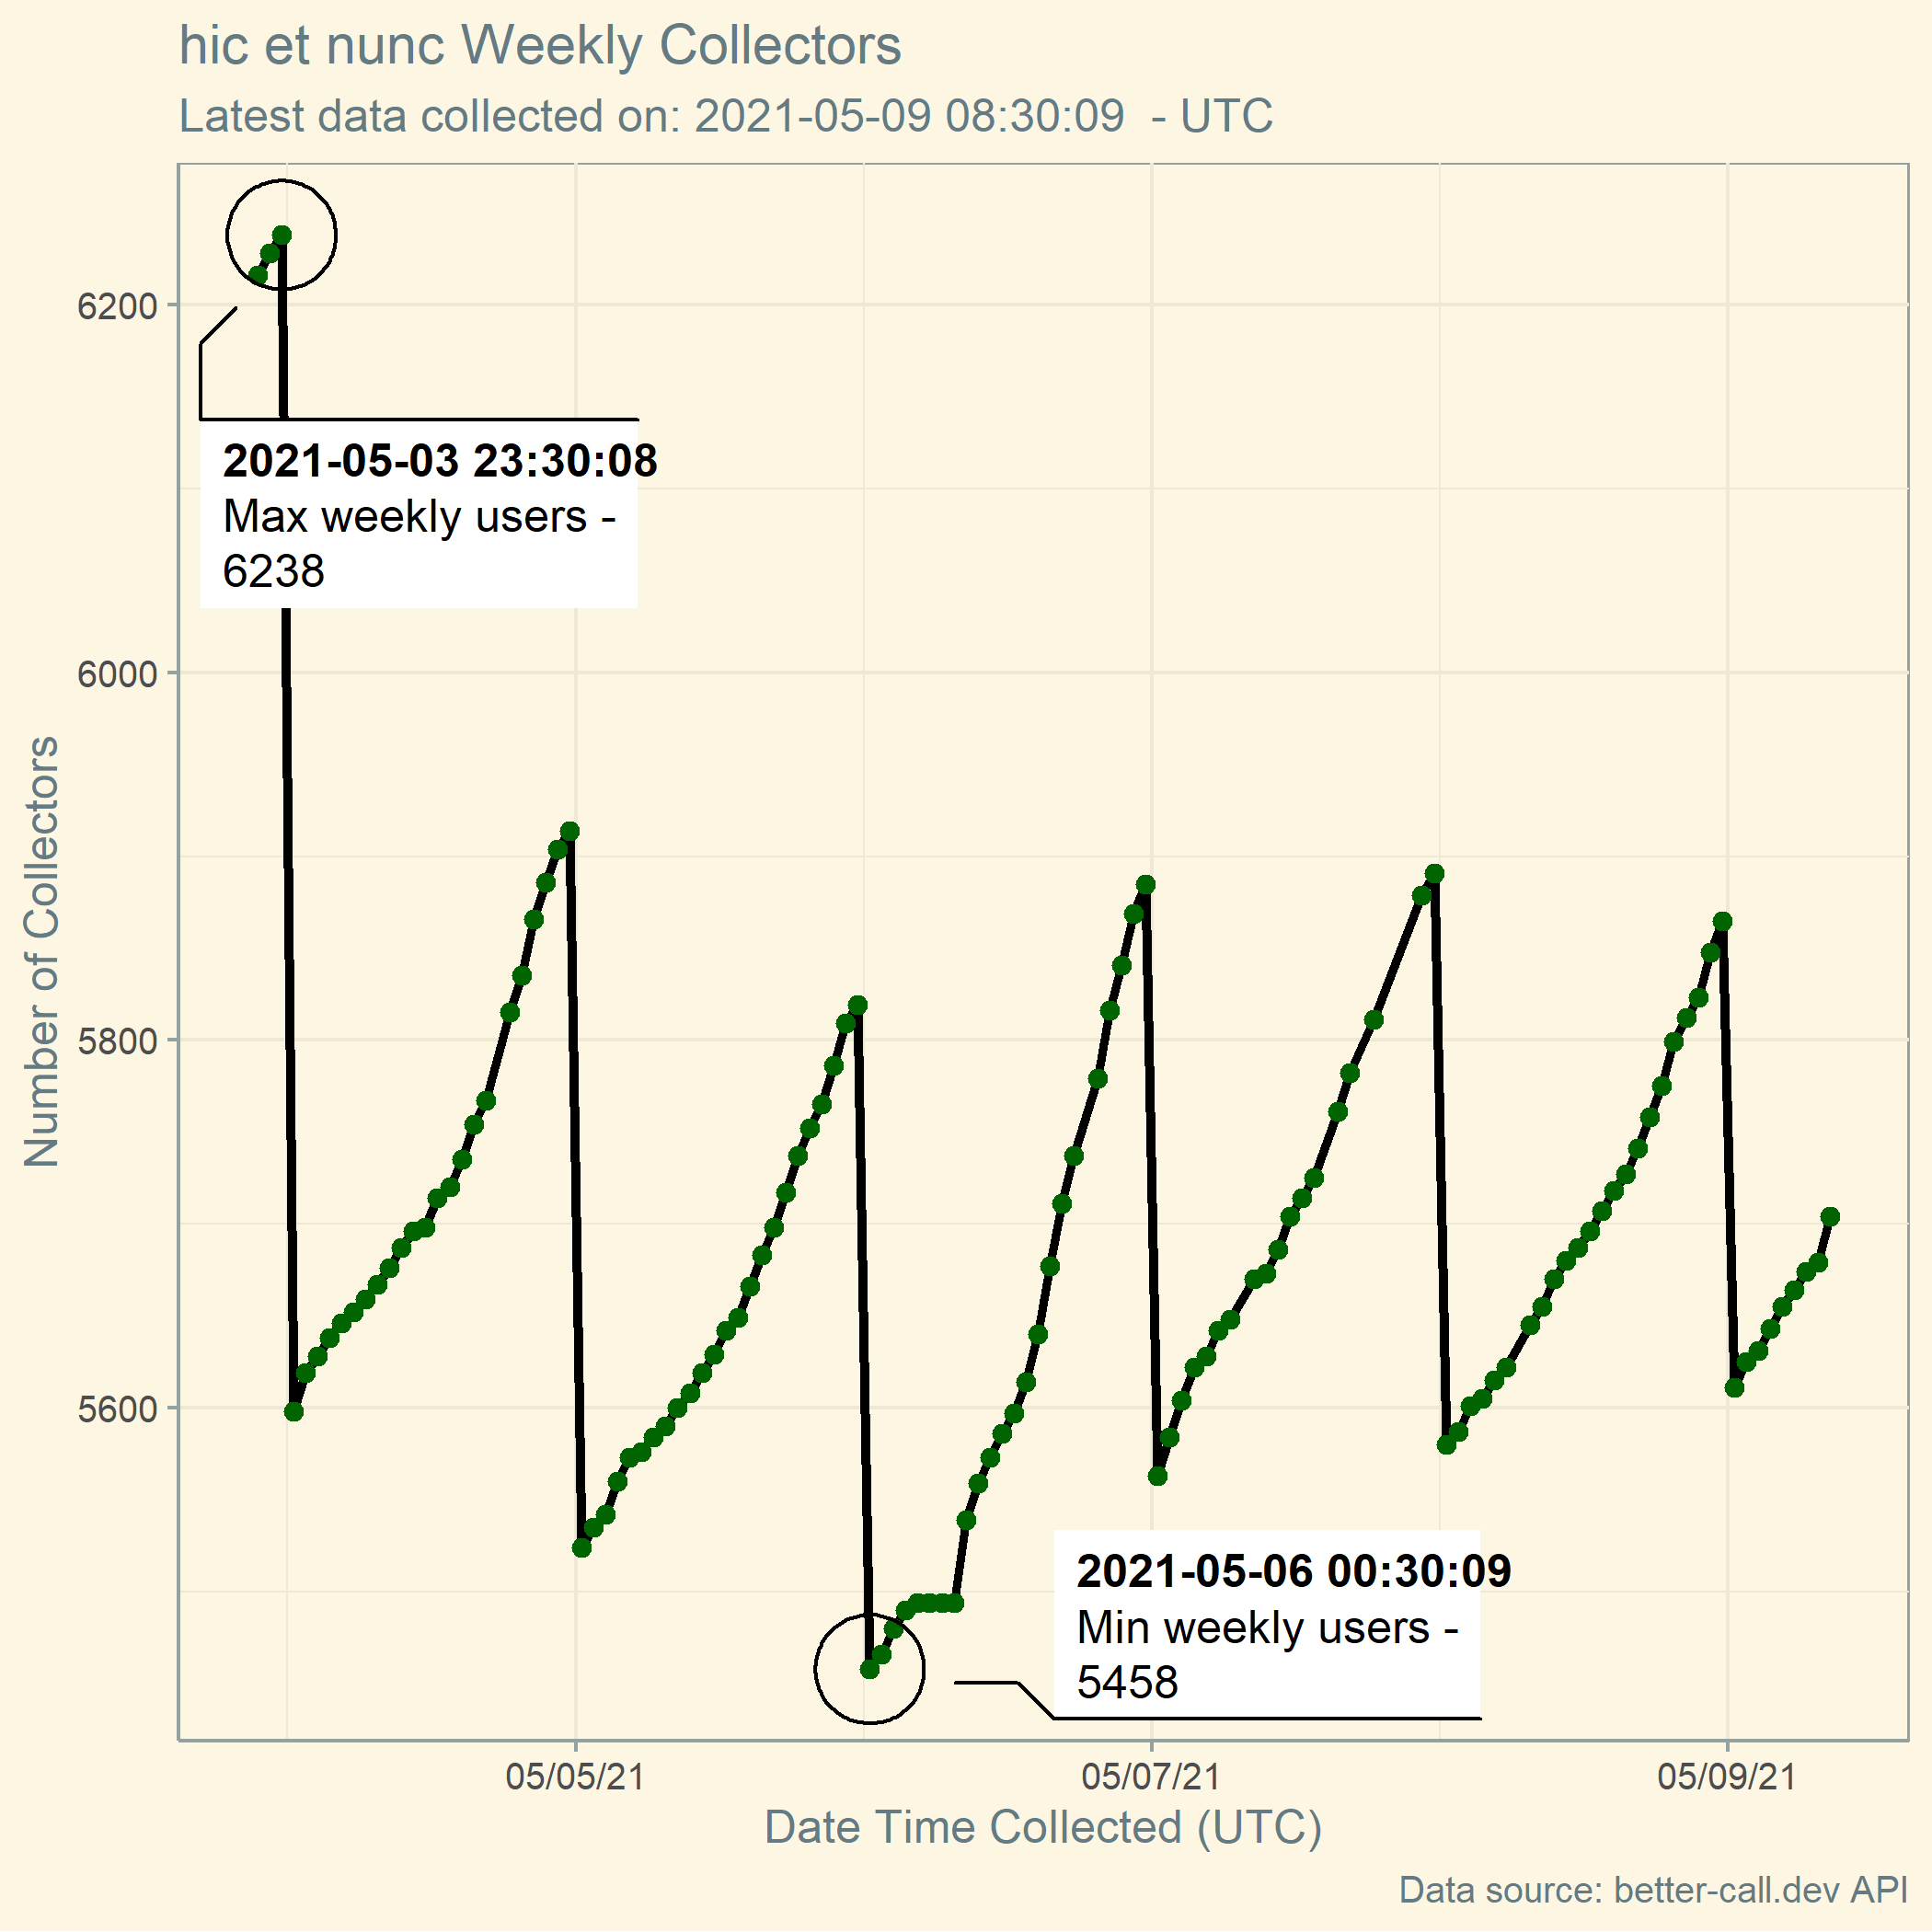 hic et nunc Weekly Collectors
Latest data collected on: 2021-05-09 08:30:09  - UTC
6200
2021-05-03 23:30:08
Max weekly users -
6238
6000
Number of Collectors
5800
5600
2021-05-06 00:30:09
Min weekly users -
5458
05/05/21
05/07/21
05/09/21
Date Time Collected (UTC)
Data source: better-call.dev API